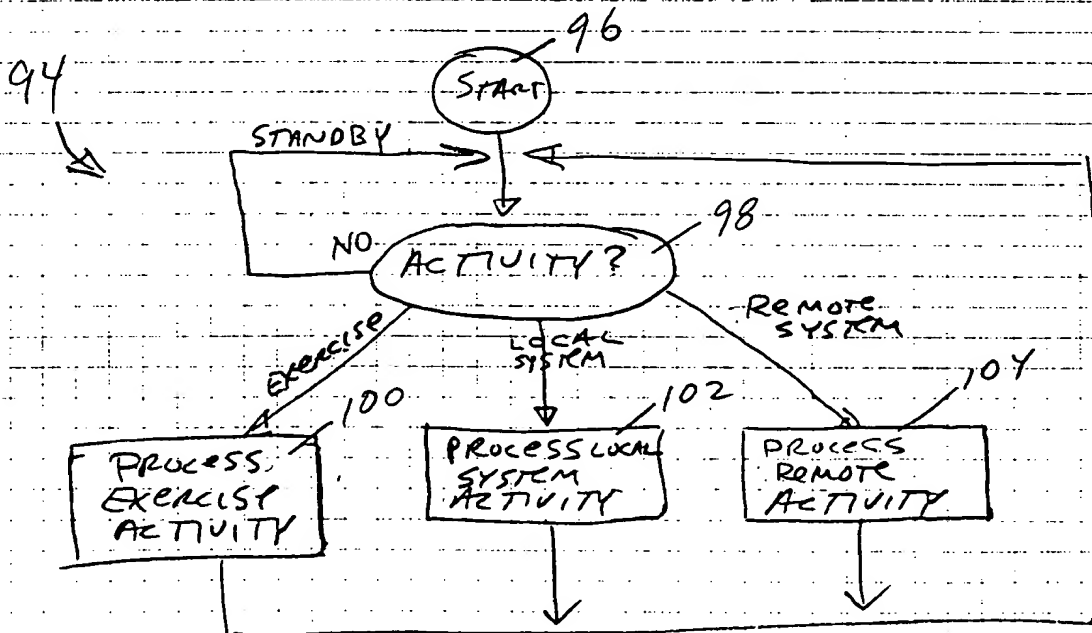 96
94
START
STANDBY
98
NO
ACTIVITY?
REMOTE
SYSTEM
EXERCISE
LOCAL
SYSTEM
100
102
104
PROCESS
EXERCISE
ACTIVITY
PROCESS LOCAL
SYSTEM
ACTIVITY
PROCESS
REMOTE
ACTIVITY